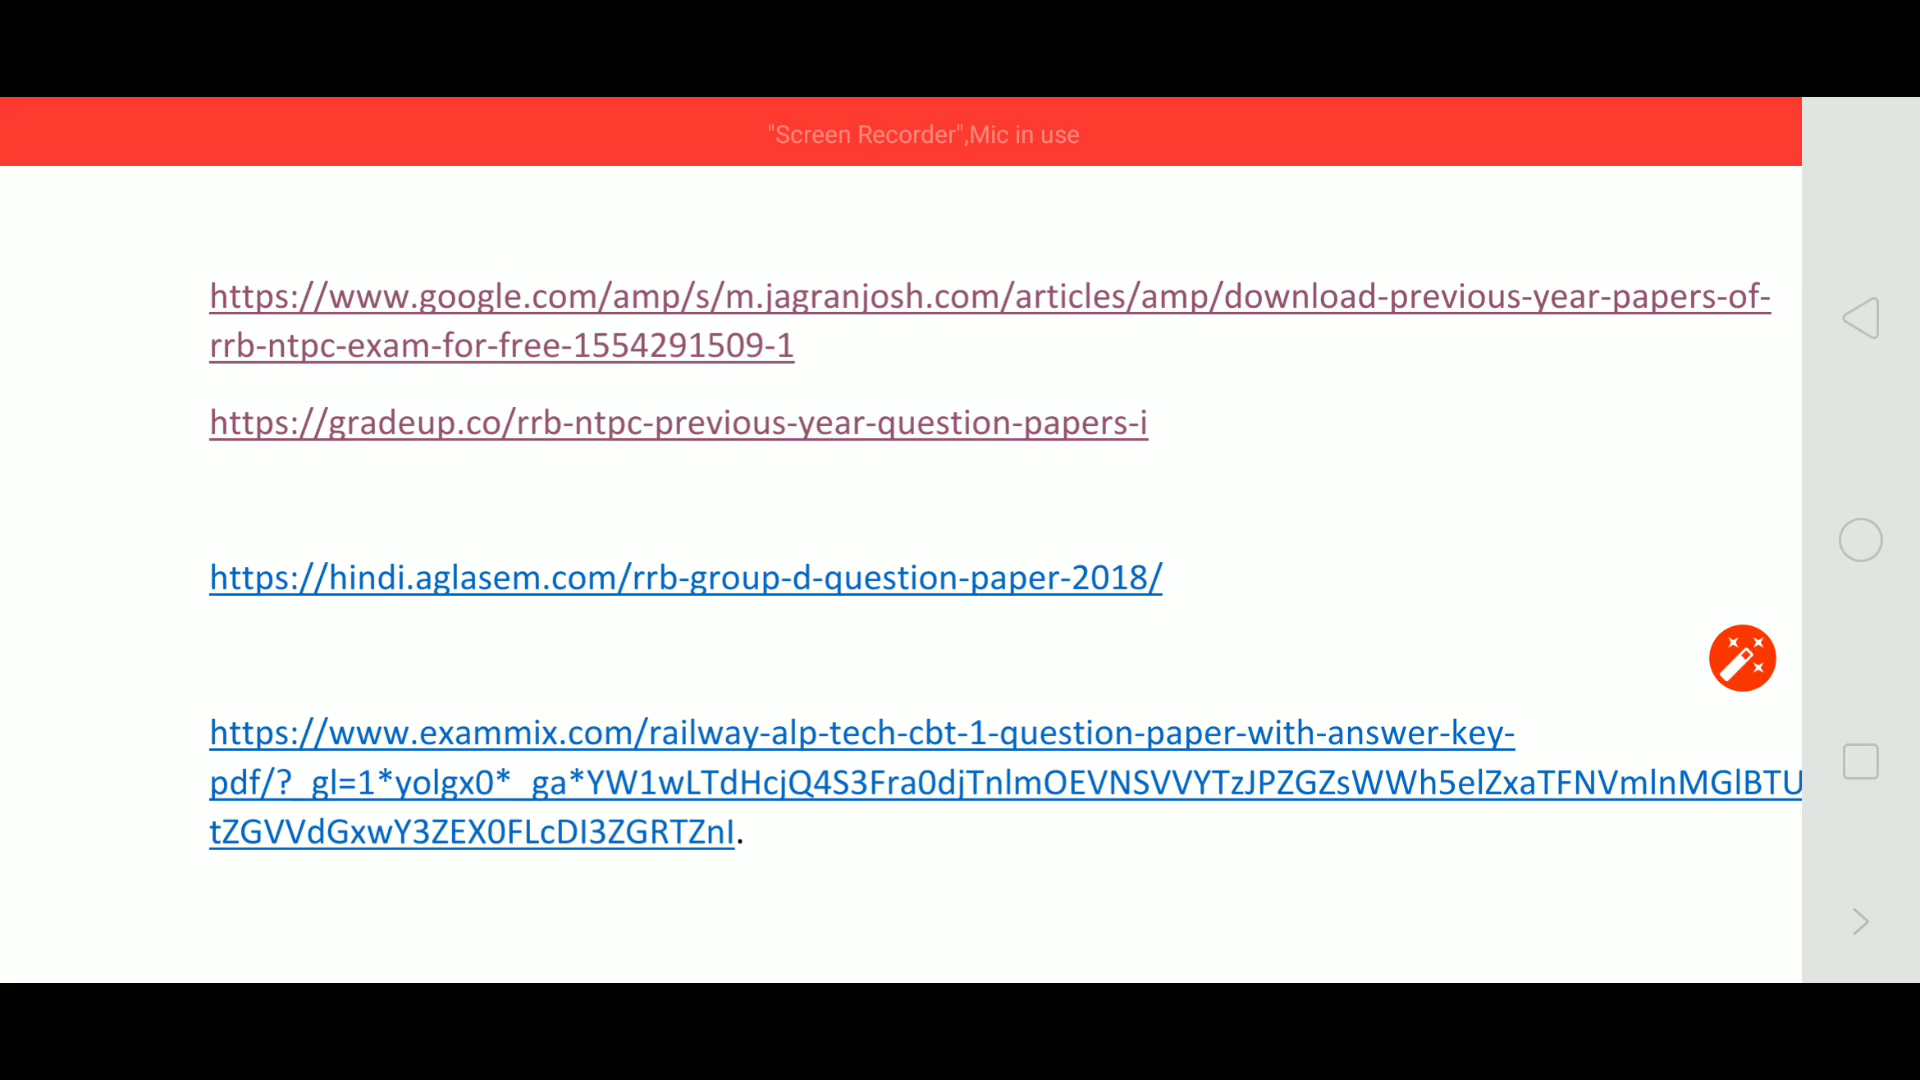 "Screen Recorder",Mic in use
https://www.google.com/amp/s/m.jagranjosh.com/articles/amp/download-previous-year-papers-of-
rrb-ntpc-exam-for-free-1554291509-1
https://gradeup.co/rrb-ntpc-previous-year-question-papers-i
https://hindi.aglasem.com/rrb-group-d-question-paper-2018/
https://www.exammix.com/railway-alp-tech-cbt-1-question-paper-with-answer-key-
pdf/?_gl=1*yolgx0*_ga*YW1wLTdHcjQ4S3Fra0djTnlmOEVNSVVYTzJPZGZsWWh5elZxaTFNVmlnMGlBTU
tZGVVdGxwY3ZEX0FLcDI3ZGRTZnI.